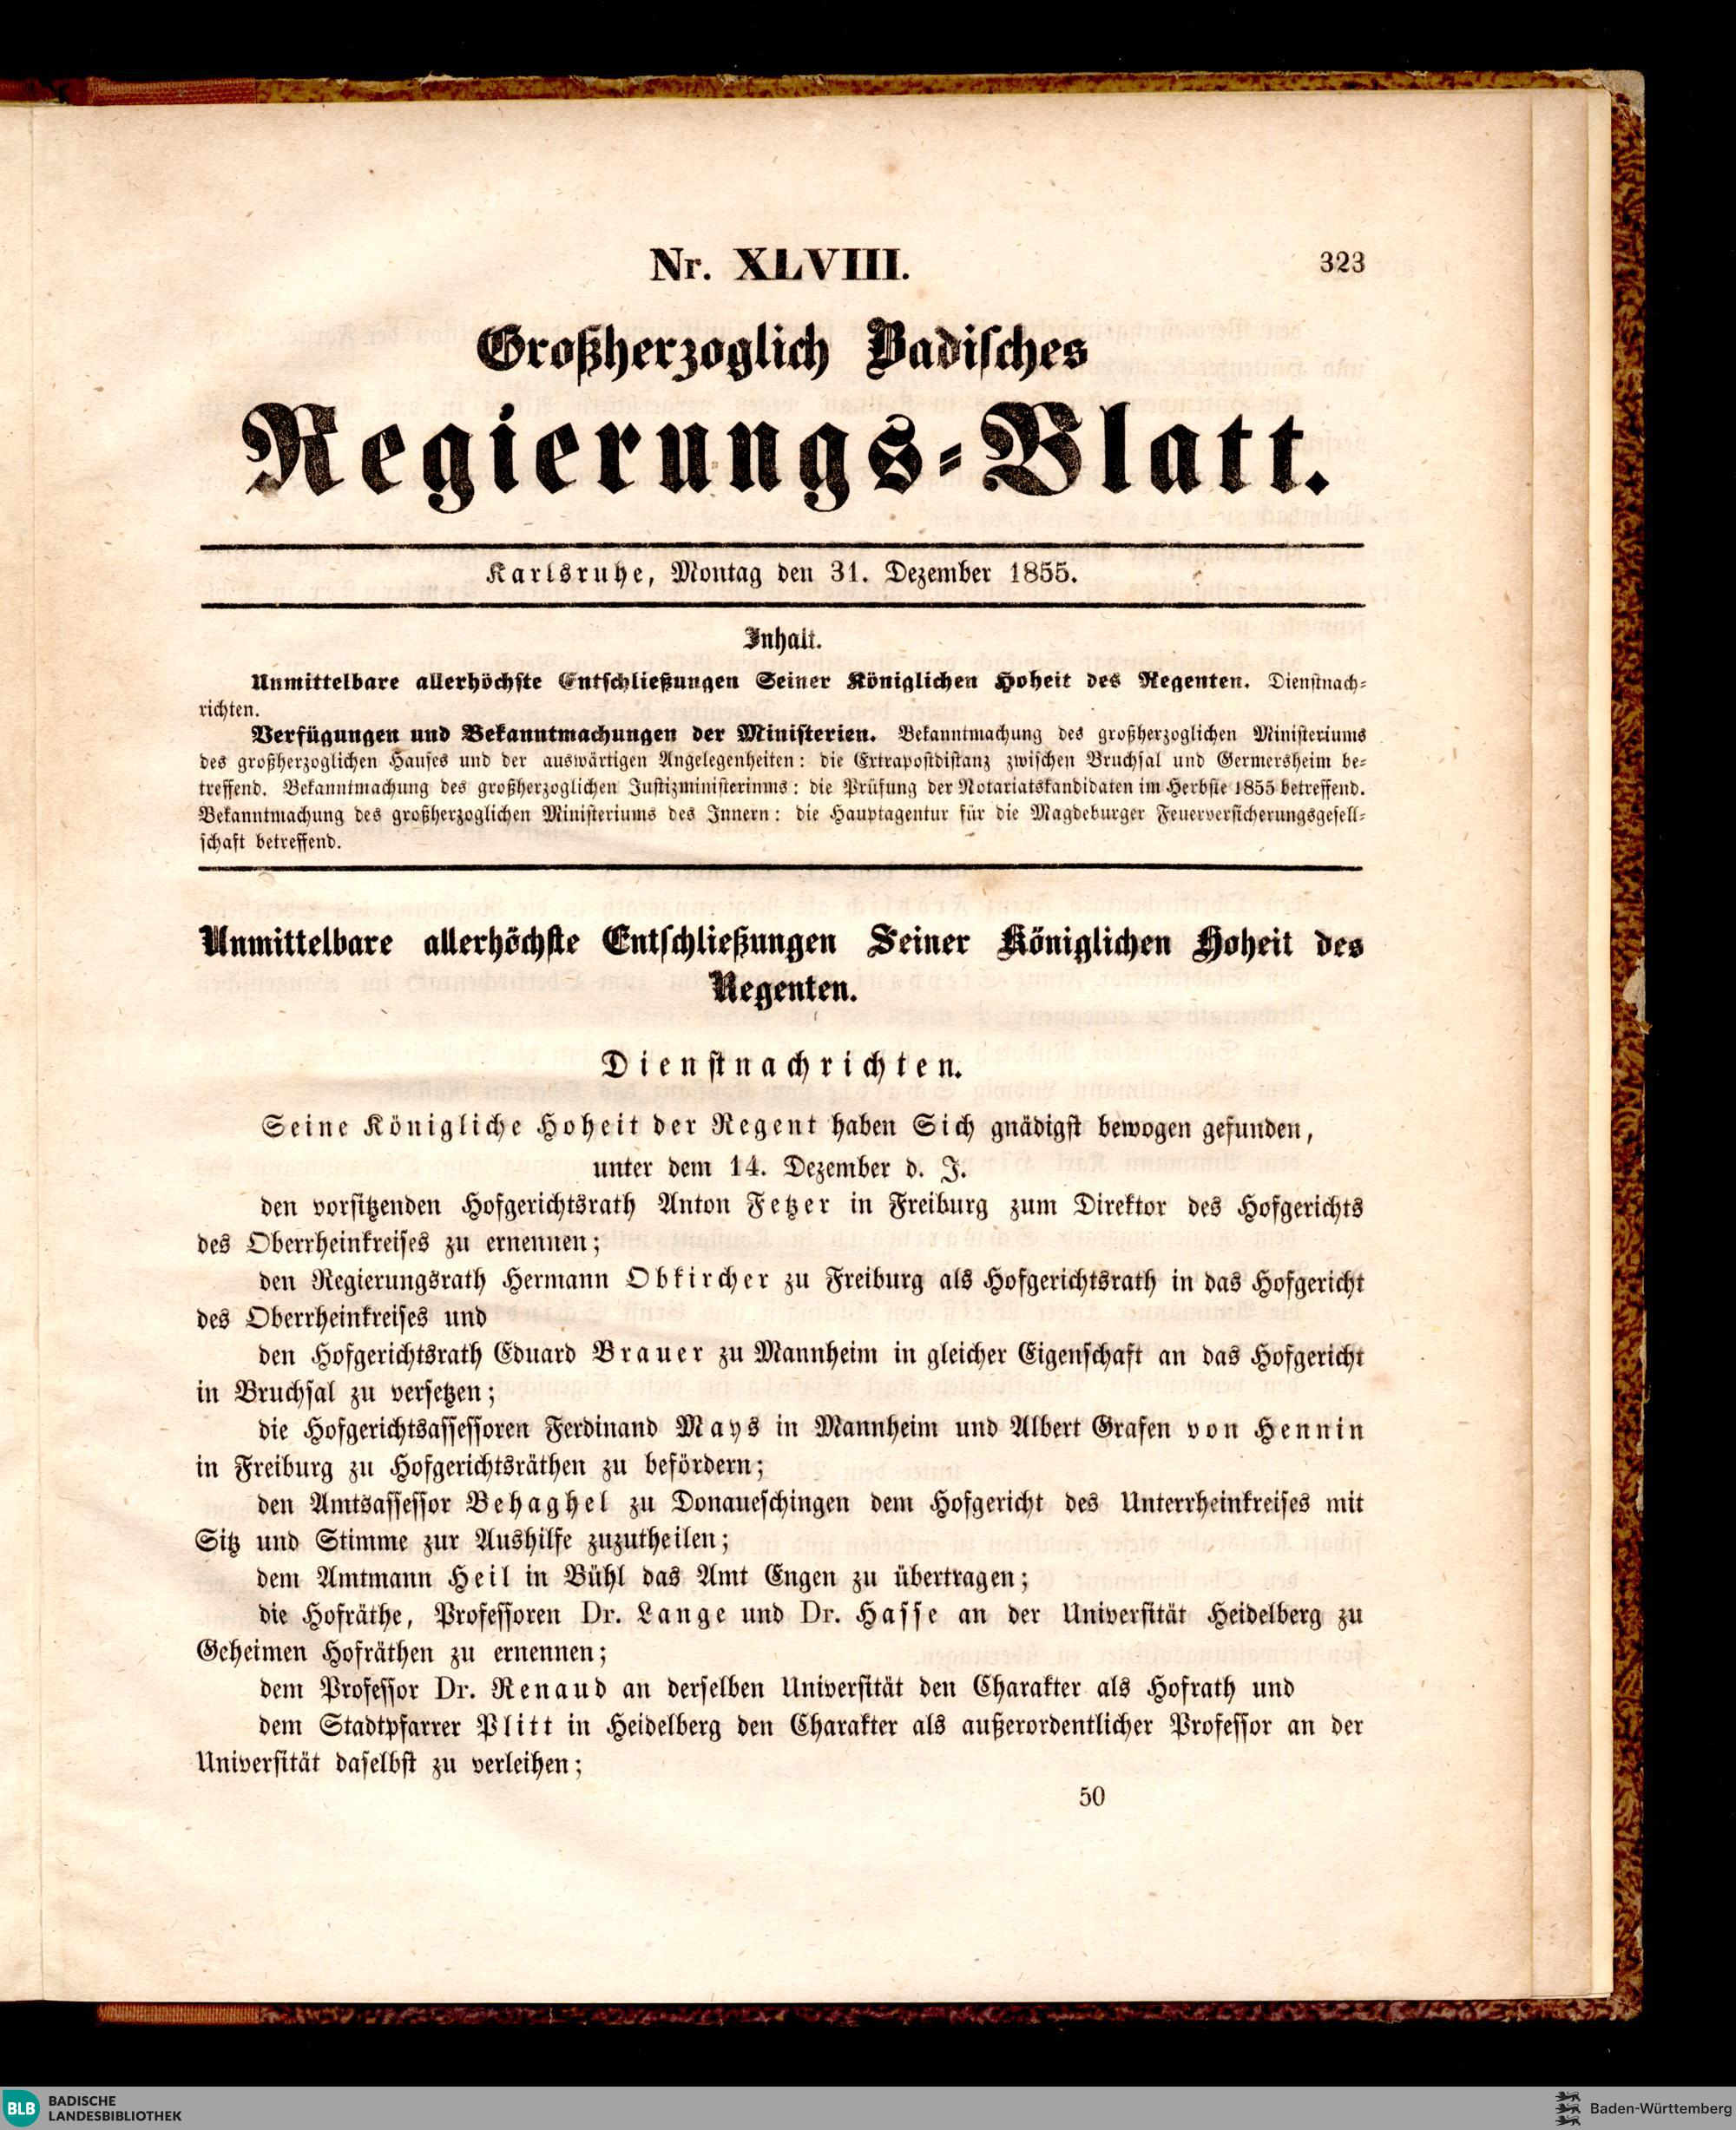 Nr. XLVIII.
323
Großherzoglich Badisches
Regierungs-Blatt.
Karlsruhe, Montag den 31. Dezember 1855.
Inhalt.
Unmittelbare allerhöchste Entschließungen Seiner Königlichen Hoheit des Regenten. Dienstnach-
richten.
Verfügungen und Bekanntmachungen der Ministerien. Bekanntmachung des großherzoglichen Ministeriums
des großherzoglichen Hauses und der auswärtigen Angelegenheiten: die Extrapostdistanz zwischen Bruchsal und Germersheim be-
treffend. Bekanntmachung des großherzoglichen Justizministeriums: die Prüfung der Notariatskandidaten im Herbste 1855 betreffend.
Bekanntmachung des großherzoglichen Ministeriums des Innern: die Hauptagentur für die Magdeburger Feuerversicherungsgesell-
schaft betreffend.
Unmittelbare allerhöchste Entschließungen Seiner Königlichen Hoheit des
Regenten.
Dienstnachrichten.
Seine Königliche Hoheit der Regent haben Sich gnädigst bewogen gefunden,
unter dem 14. Dezember d. J.
den vorsitzenden Hofgerichtsrath Anton Fetzer in Freiburg zum Direktor des Hofgerichts
des Oberrheinkreises zu ernennen;
den Regierungsrath Hermann Obkircher zu Freiburg als Hofgerichtsrath in das Hofgericht
des Oberrheinkreises und
den Hofgerichtsrath Eduard Brauer zu Mannheim in gleicher Eigenschaft an das Hofgericht
in Bruchsal zu versetzen;
die Hofgerichtsassessoren Ferdinand Mays in Mannheim und Albert Grafen von Hennin
in Freiburg zu Hofgerichtsräthen zu befördern;
den Amtsassessor Behaghel zu Donaueschingen dem Hofgericht des Unterrheinkreises mit
Sitz und Stimme zur Aushilfe zuzutheilen;
dem Amtmann Heil in Bühl das Amt Engen zu übertragen;
die Hofräthe, Professoren Dr. Lange und Dr. Hasse an der Universität Heidelberg zu
Geheimen Hofräthen zu ernennen;
dem Professor Dr. Renaud an derselben Universität den Charakter als Hofrath und
dem Stadtpfarrer Plitt in Heidelberg den Charakter als außerordentlicher Professor an der
Universität daselbst zu verleihen;
50
BLB BADISCHE
LANDESBIBLIOTHEK
Baden-Württemberg